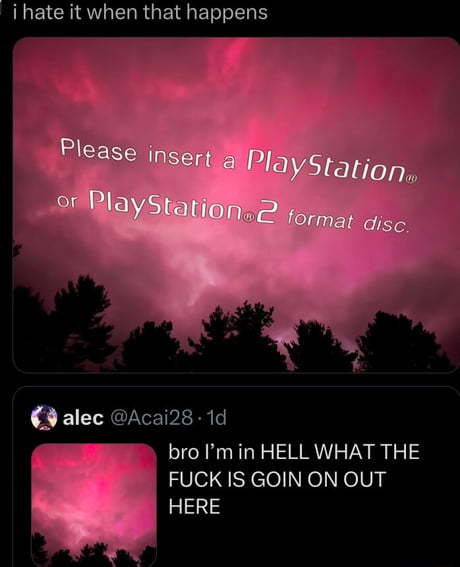 i hate it when that happens
Please insert a PlayStation®
or PlayStation®2 format disc.
alec @Acai28 · 1d
bro I'm in HELL WHAT THE
FUCK IS GOIN ON OUT
HERE